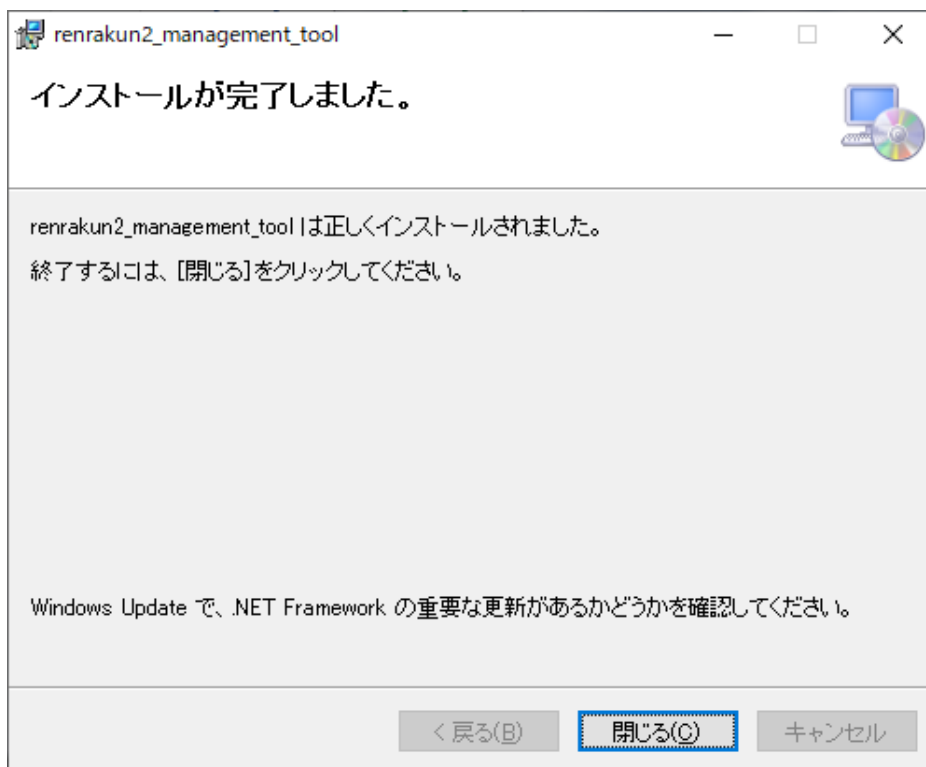 renrakun2_management_tool
インストールが完了しました。
renrakun2_management_tool は正しくインストールされました。
終了するには、[閉じる]をクリックしてください。
Windows Update で、.NET Framework の重要な更新があるかどうかを確認してください。
< 戻る(B)
閉じる(C)
キャンセル